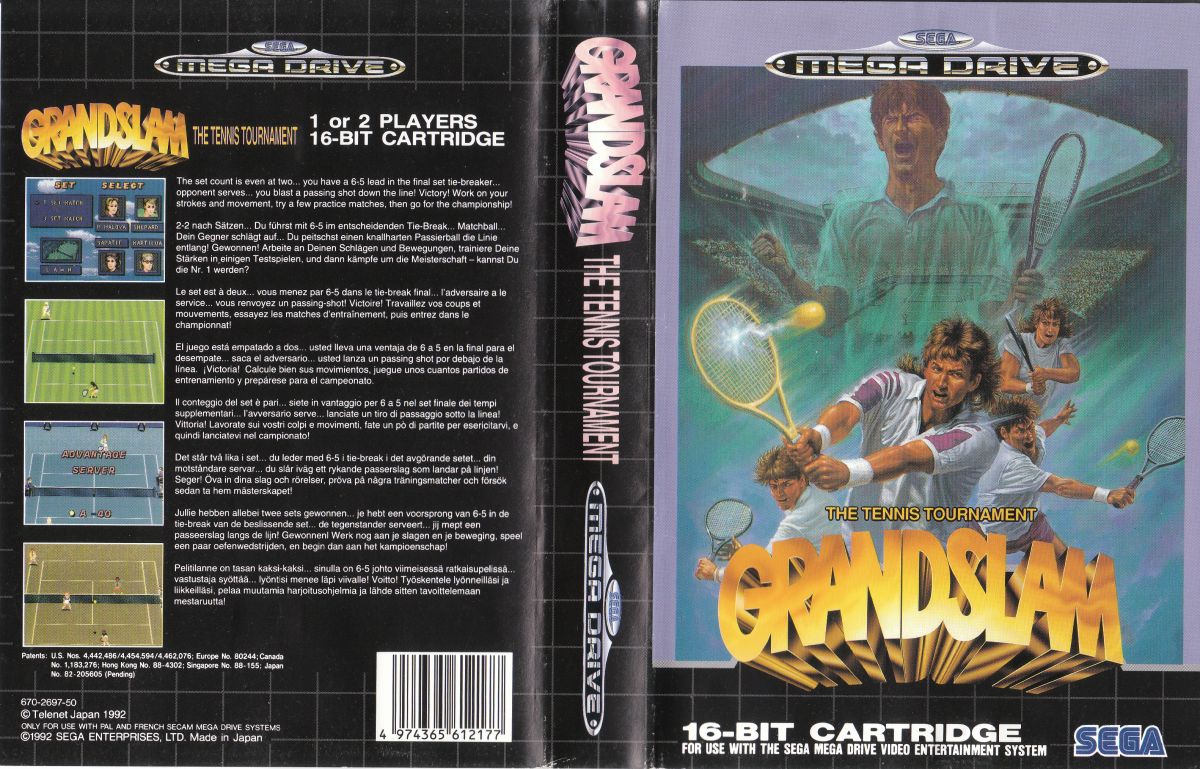 SEGA
MEGA DRIVE
GRANDSLAM THE TENNIS TOURNAMENT
1 or 2 PLAYERS
16-BIT CARTRIDGE
The set count is even at two... you have a 6-5 lead in the final set tie-breaker...
opponent serves... you blast a passing shot down the line! Victory! Work on your
strokes and movement, try a few practice matches, then go for the championship!
2-2 nach Sätzen... Du führst mit 6-5 im entscheidenden Tie-Break... Matchball...
Dein Gegner schlägt auf... Du peitschst einen knallharten Passierball die Linie
entlang! Gewonnen! Arbeite an Deinen Schlägen und Bewegungen, trainiere Deine
Stärken in einigen Testspielen, und dann kämpfe um die Meisterschaft – kannst Du
die Nr. 1 werden?
Le set est à deux... vous menez par 6-5 dans le tie-break final... l'adversaire a le
service... vous renvoyez un passing-shot! Victoire! Travaillez vos coups et
mouvements, essayez les matches d'entraînement, puis entrez dans le
championnat!
El juego está empatado a dos... usted lleva una ventaja de 6 a 5 en la final para el
desempate... saca el adversario... usted lanza un passing shot por debajo de la
línea. ¡Victoria! Calcule bien sus movimientos, juegue unos cuantos partidos de
entrenamiento y prepárese para el campeonato.
Il conteggio del set è pari... siete in vantaggio per 6 a 5 nel set finale dei tempi
supplementari... l'avversario serve... lanciate un tiro di passaggio sotto la linea!
Vittoria! Lavorate sui vostri colpi e movimenti, fate un pò di partite per esericitarvi, e
quindi lanciatevi nel campionato!
Det står två lika i set... du leder med 6-5 i tie-break i det avgörande setet... din
motståndare servar... du slår iväg ett rykande passerslag som landar på linjen!
Seger! Öva in dina slag och rörelser, pröva på några träningsmatcher och försök
sedan ta hem mästerskapet!
Jullie hebben allebei twee sets gewonnen... je hebt een voorsprong van 6-5 in de
tie-break van de beslissende set... de tegenstander serveert... jij mept een
passeerslag langs de lijn! Gewonnen! Werk nog aan je slagen en je beweging, speel
een paar oefenwedstrijden, en begin dan aan het kampioenschap!
Pelitilanne on tasan kaksi-kaksi... sinulla on 6-5 johto viimeisessä ratkaisupelissä...
vastustaja syöttää... lyöntisi menee läpi viivalle! Voitto! Työskentele lyönneilläsi ja
liikkeilläsi, pelaa muutamia harjoitusohjelmia ja lähde sitten tavoittelemaan
mestaruutta!
SET SELECT
1 SET MATCH
3 SET MATCH
SHEPARD
LAWN
ADVANTAGE
SERVER
A - 40
Patents: U.S. Nos. 4,442,486/4,454,594/4,462,076; Europe No. 80244; Canada
No. 1,183,276; Hong Kong No. 88-4302; Singapore No. 88-155; Japan
No. 82-205605 (Pending)
670-2697-50
© Telenet Japan 1992
ONLY FOR USE WITH PAL AND FRENCH SECAM MEGA DRIVE SYSTEMS
©1992 SEGA ENTERPRISES, LTD. Made in Japan
4 974365 612177
GRANDSLAM THE TENNIS TOURNAMENT
SEGA
MEGA DRIVE
SEGA
MEGA DRIVE
THE TENNIS TOURNAMENT
GRANDSLAM
16-BIT CARTRIDGE
FOR USE WITH THE SEGA MEGA DRIVE VIDEO ENTERTAINMENT SYSTEM
SEGA